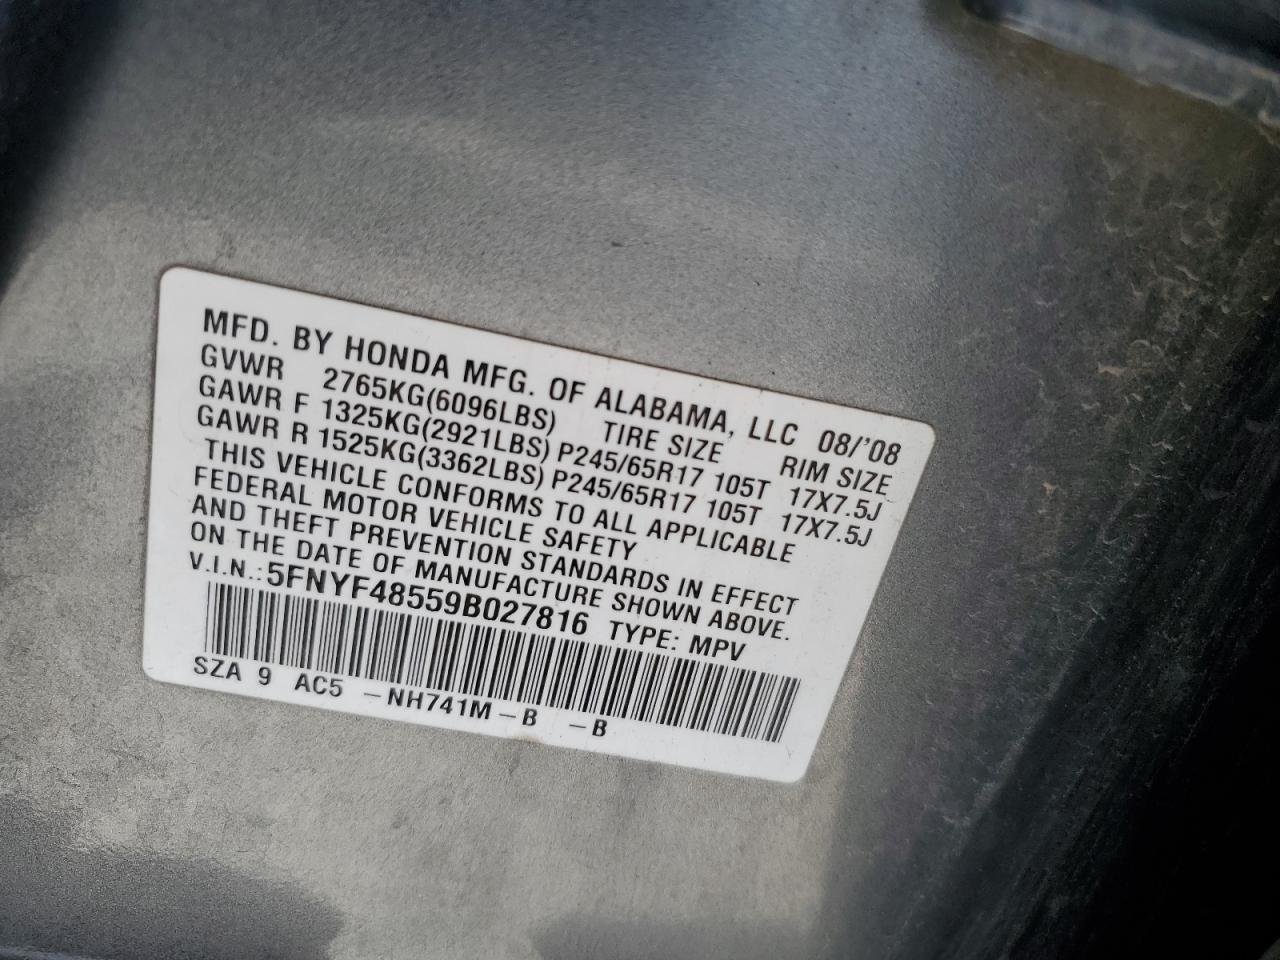 MFD. BY HONDA MFG. OF ALABAMA, LLC 08/'08
GVWR 2765KG(6096LBS) TIRE SIZE RIM SIZE
GAWR F 1325KG(2921LBS) P245/65R17 105T 17X7.5J
GAWR R 1525KG(3362LBS) P245/65R17 105T 17X7.5J
THIS VEHICLE CONFORMS TO ALL APPLICABLE
FEDERAL MOTOR VEHICLE SAFETY
AND THEFT PREVENTION STANDARDS IN EFFECT
ON THE DATE OF MANUFACTURE SHOWN ABOVE.
V.I.N.: 5FNYF48559B027816 TYPE: MPV
SZA 9 AC5 -NH741M-B -B